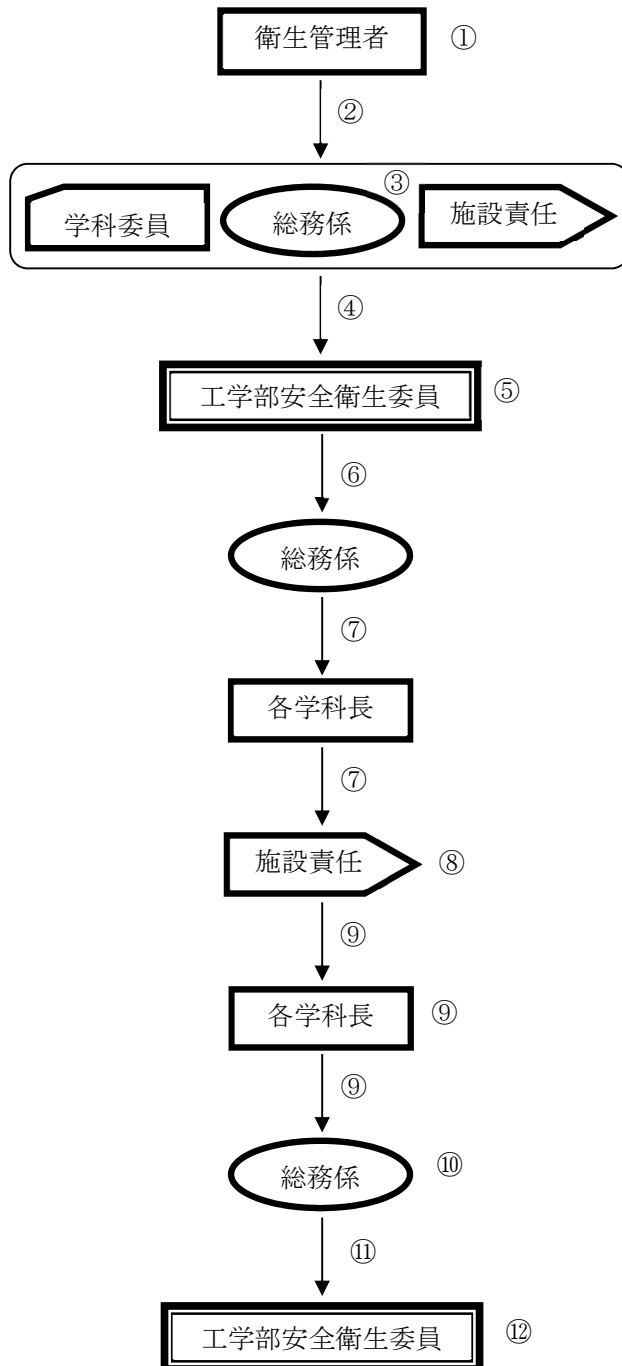 衛生管理者 ①
②
③
学科委員 総務係 施設責任
④
工学部安全衛生委員 ⑤
⑥
総務係
⑦
各学科長
⑦
施設責任 ⑧
⑨
各学科長 ⑨
⑨
総務係 ⑩
⑪
工学部安全衛生委員 ⑫